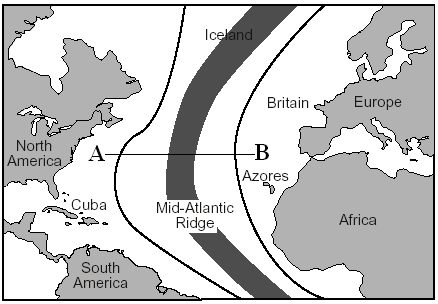 Iceland
Britain
Europe
North
America
A
B
Azores
Cuba
Mid-Atlantic
Ridge
Africa
South
America